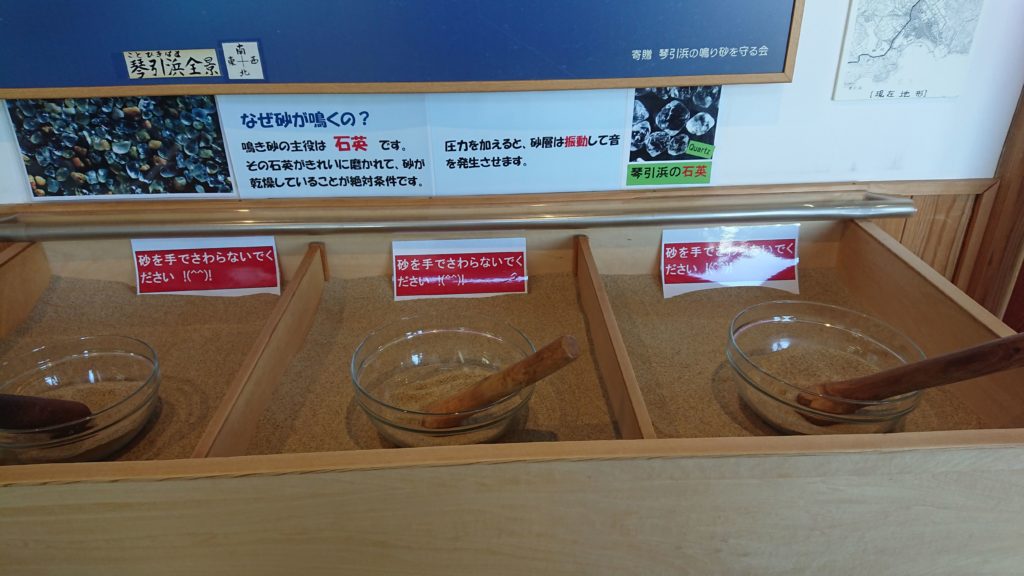 ことひきはま
琴引浜全景
南
東 西
北
寄贈 琴引浜の鳴り砂を守る会
[現在地形]
なぜ砂が鳴くの？
鳴き砂の主役は 石英 です。
その石英がきれいに磨かれて、砂が
乾燥していることが絶対条件です。
圧力を加えると、砂層は振動して音
を発生させます。
Quartz
琴引浜の石英
砂を手でさわらないでく
ださい !(^^)!
砂を手でさわらないでく
ださい !(^^)!
砂を手でさわらないでく
ださい !(^^)!